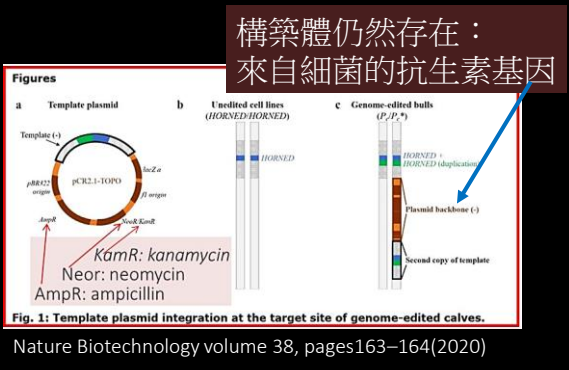 構築體仍然存在：
來自細菌的抗生素基因
Figures
a Template plasmid
b Unedited cell lines
(HORNED/HORNED)
c Genome-edited bulls
(Pc/Pc*)
Template (-)
lacZ a
pBR322
origin
pCR2.1-TOPO
f1 origin
AmpR
NeoR/KanR
HORNED
HORNED +
HORNED (duplication)
Plasmid backbone (-)
Second copy of template
KamR: kanamycin
Neor: neomycin
AmpR: ampicillin
Fig. 1: Template plasmid integration at the target site of genome-edited calves.
Nature Biotechnology volume 38, pages163–164(2020)